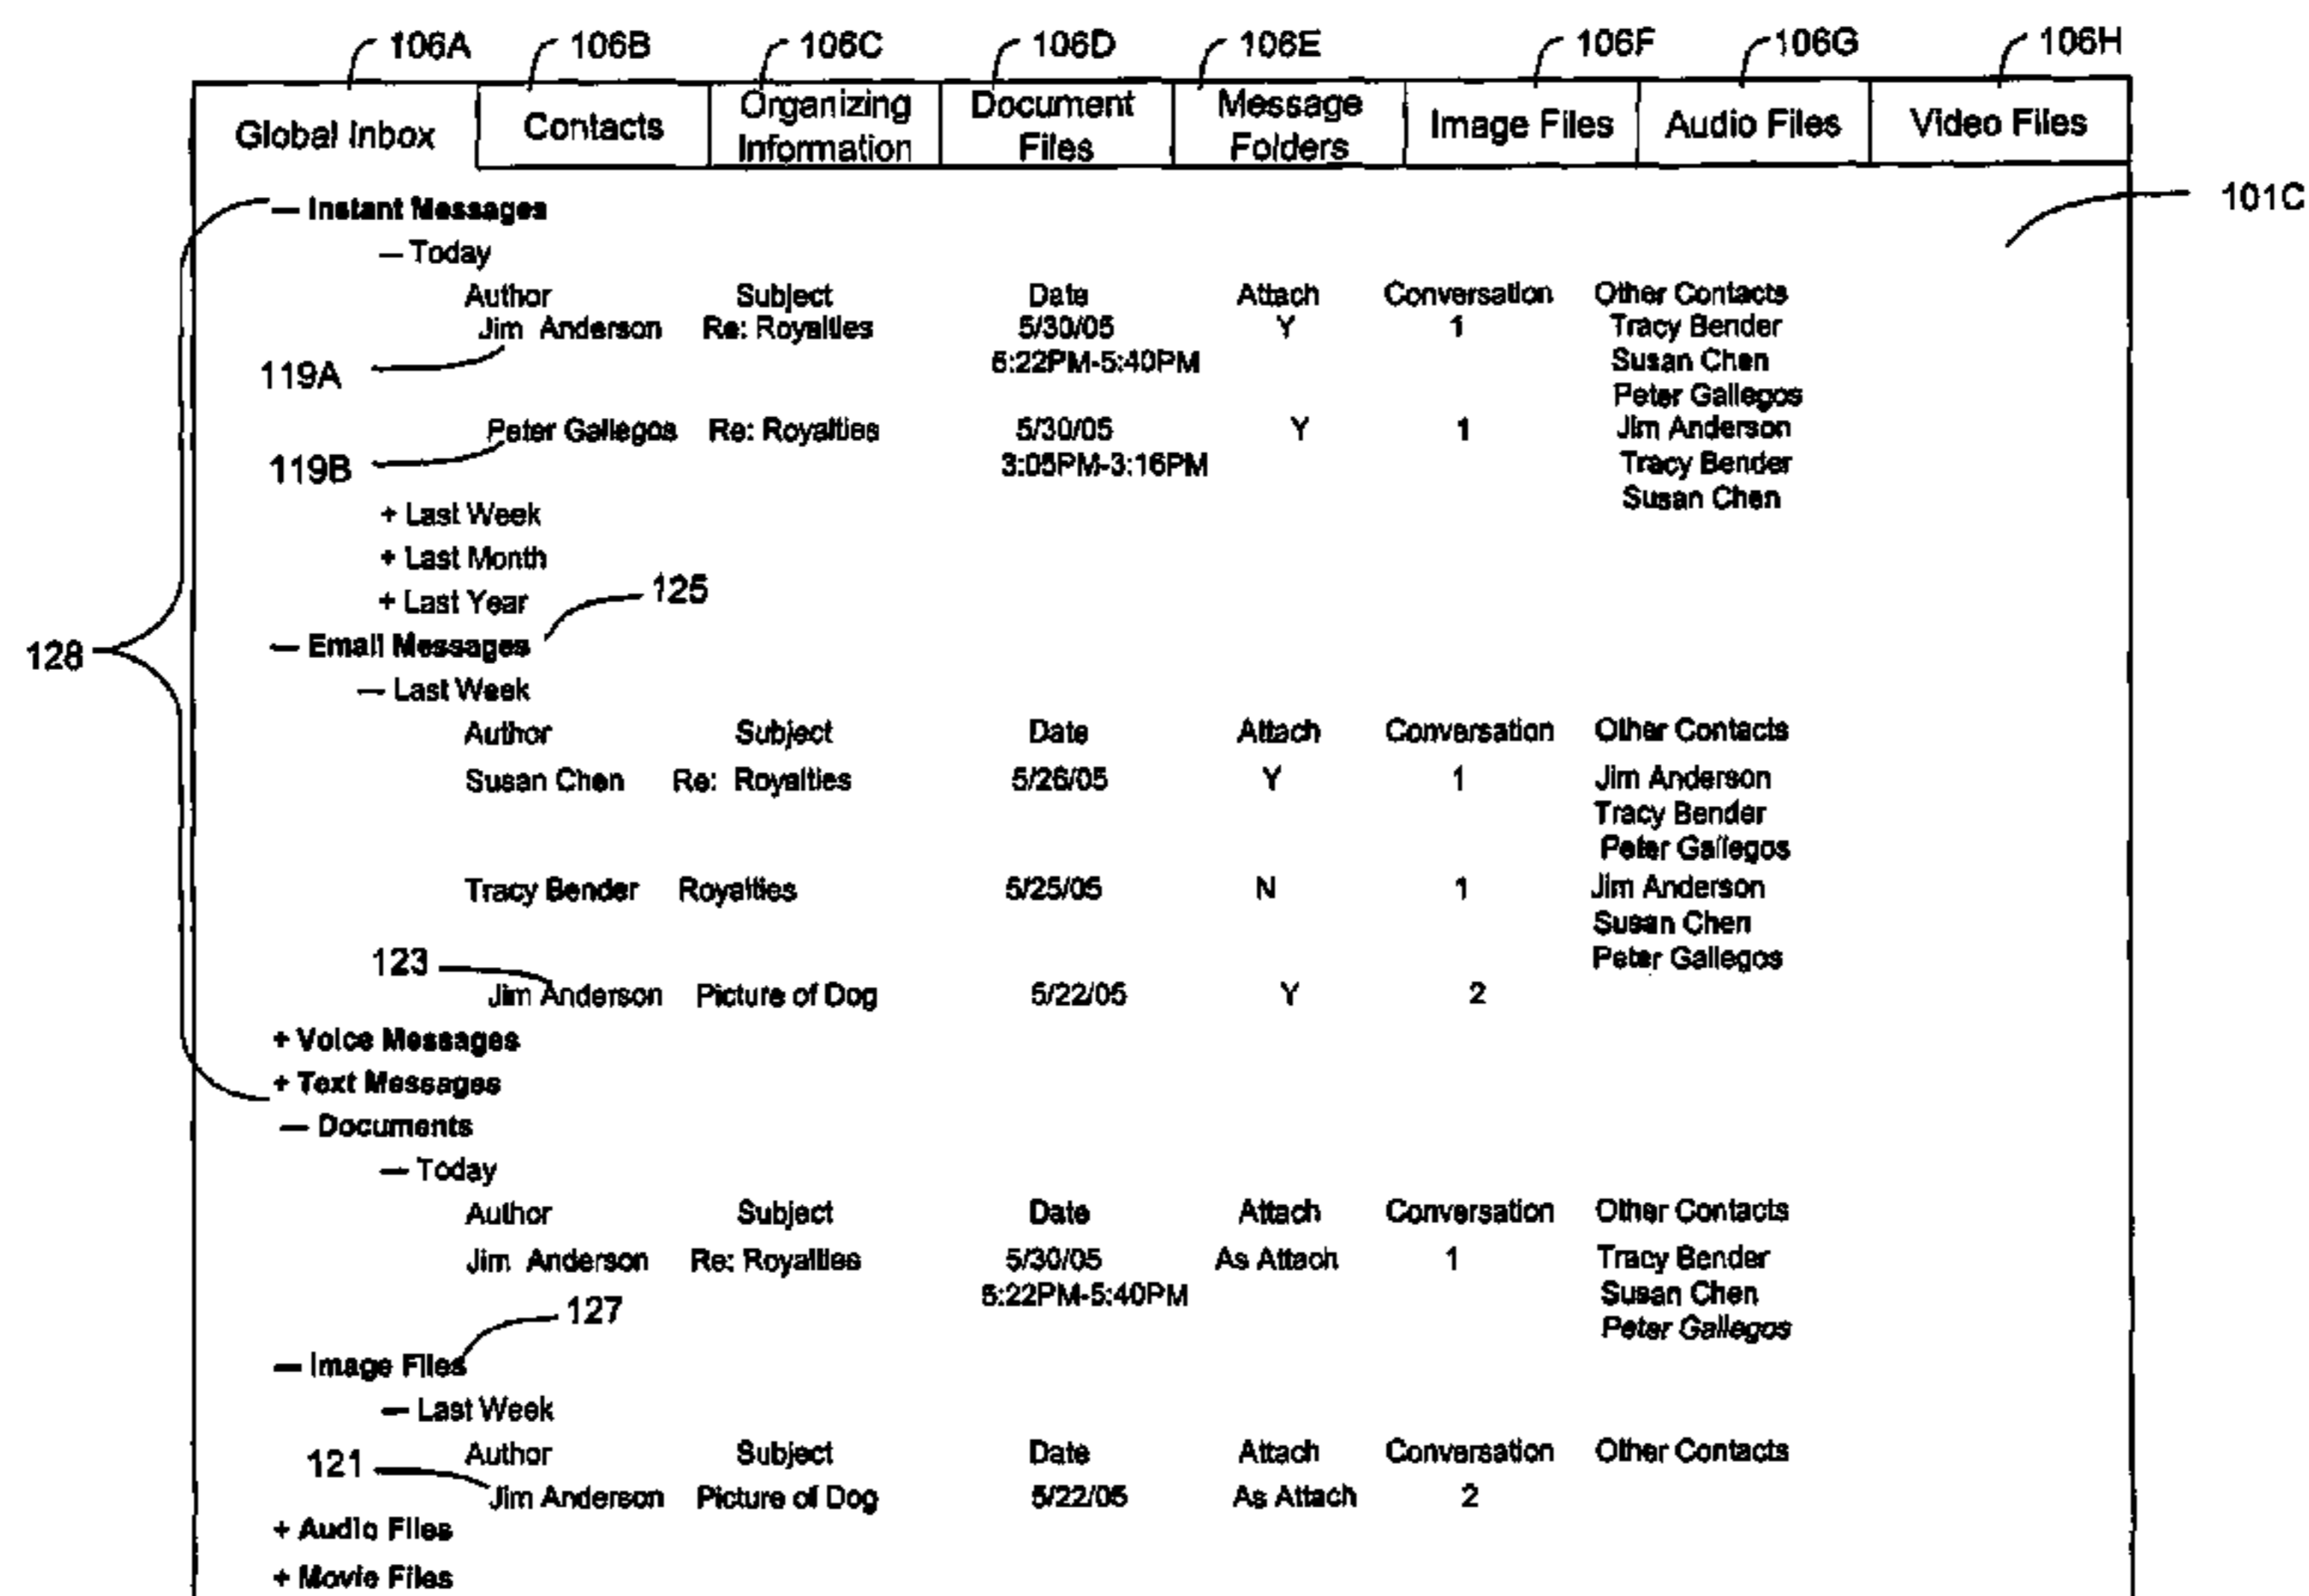 106A 106B 106C 106D 106E 106F 106G 106H
Global Inbox Contacts Organizing Information Document Files Message Folders Image Files Audio Files Video Files
101C
— Instant Messages
— Today
Author Subject Date Attach Conversation Other Contacts
Jim Anderson Re: Royalties 5/30/05 Y 1 Tracy Bender
5:22PM-5:40PM Susan Chen
119A
Peter Gallegos
Peter Gallegos Re: Royalties 5/30/05 Y 1 Jim Anderson
119B 3:05PM-3:16PM Tracy Bender
Susan Chen
+ Last Week
+ Last Month
+ Last Year
125
128
— Email Messages
— Last Week
Author Subject Date Attach Conversation Other Contacts
Susan Chen Re: Royalties 5/26/05 Y 1 Jim Anderson
Tracy Bender
Peter Gallegos
Tracy Bender Royalties 5/25/05 N 1 Jim Anderson
Susan Chen
123 Peter Gallegos
Jim Anderson Picture of Dog 5/22/05 Y 2
+ Voice Messages
+ Text Messages
— Documents
— Today
Author Subject Date Attach Conversation Other Contacts
Jim Anderson Re: Royalties 5/30/05 As Attach 1 Tracy Bender
5:22PM-5:40PM Susan Chen
127 Peter Gallegos
— Image Files
— Last Week
Author Subject Date Attach Conversation Other Contacts
121
Jim Anderson Picture of Dog 5/22/05 As Attach 2
+ Audio Files
+ Movie Files